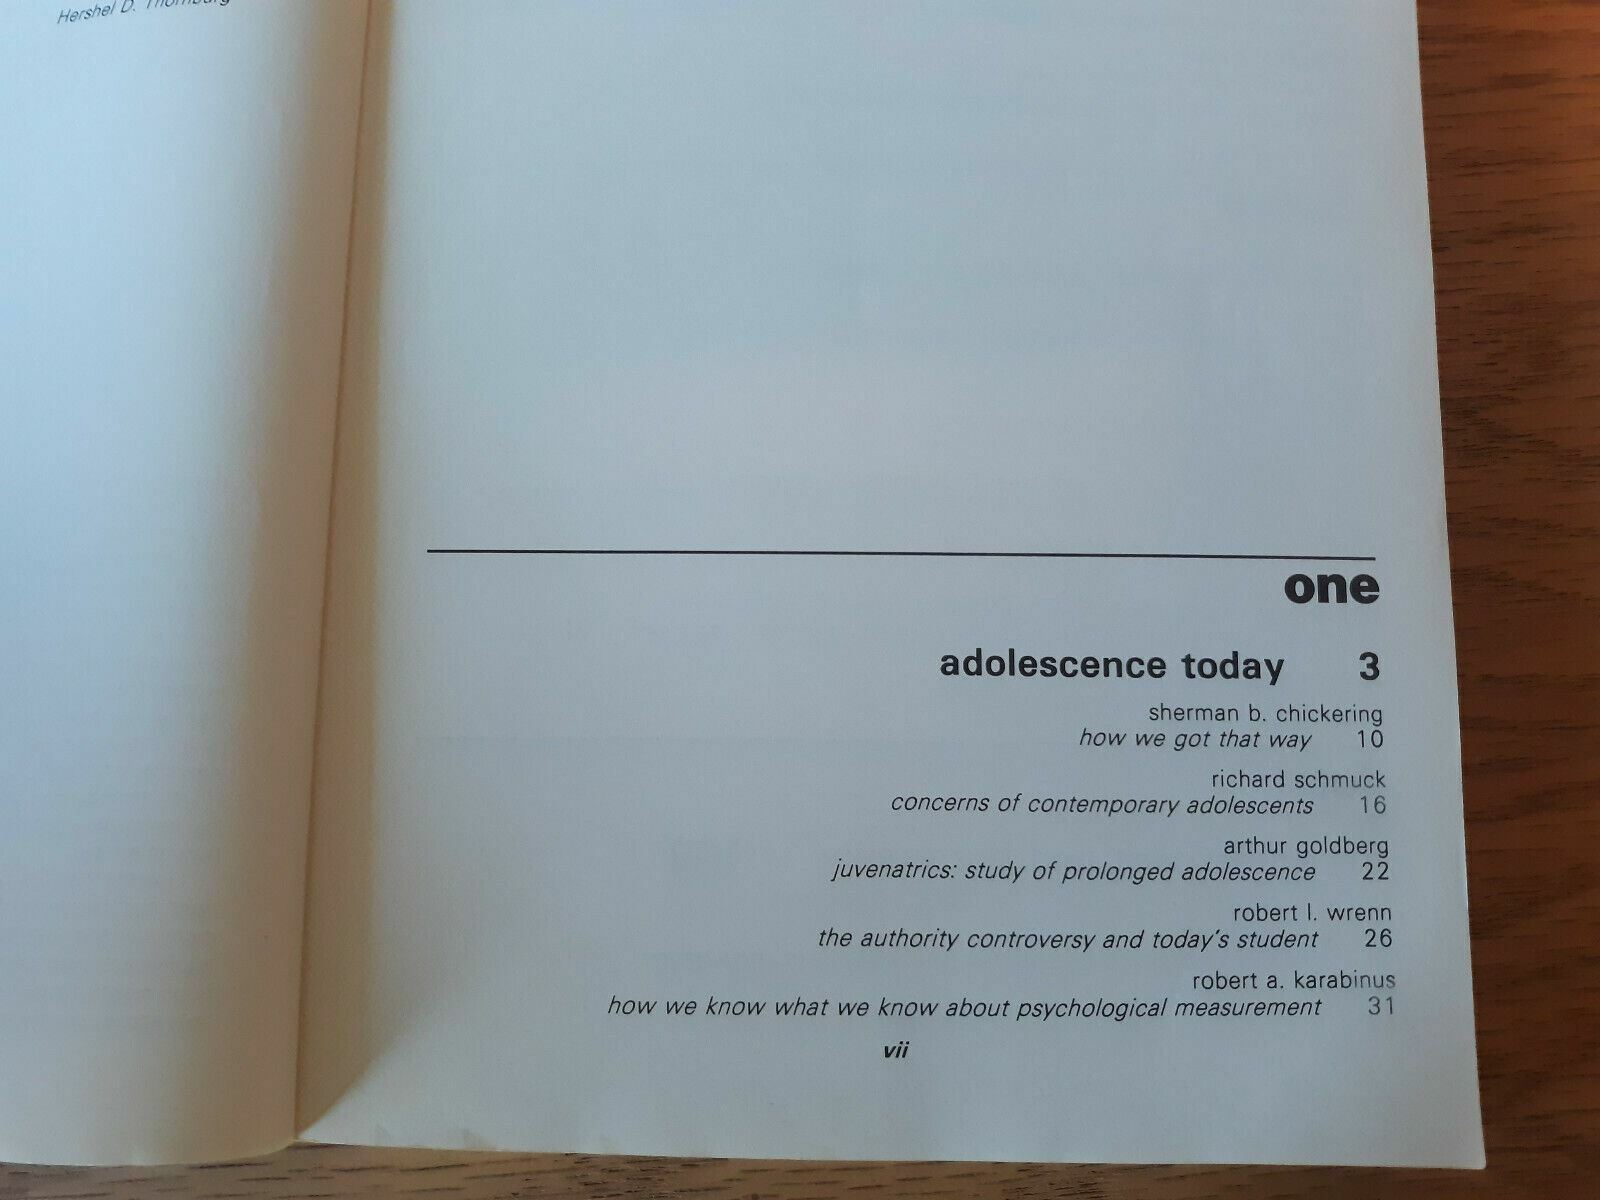 Hershel D. Thornburg
one
adolescence today 3
sherman b. chickering
how we got that way 10
richard schmuck
concerns of contemporary adolescents 16
arthur goldberg
juvenatrics: study of prolonged adolescence 22
robert l. wrenn
the authority controversy and today's student 26
robert a. karabinus
how we know what we know about psychological measurement 31
vii